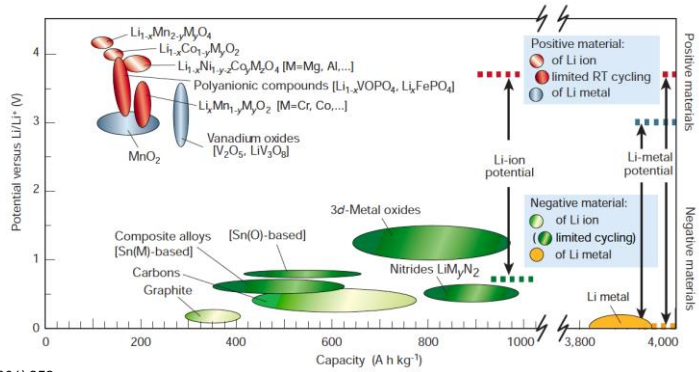 Potential versus Li/Li⁺ (V)
4
3
2
1
0
Li₁₋ₓMn₂₋yMyO₄
Li₁₋ₓCo₁₋yMyO₂
Li₁₋ₓNi₁₋y₋zCoyMzO₄ [M=Mg, Al,...]
Polyanionic compounds [Li₁₋ₓVOPO₄, LiₓFePO₄]
LiₓMn₁₋yMyO₂ [M=Cr, Co,...]
Vanadium oxides
[V₂O₅, LiV₃O₈]
MnO₂
Positive material:
of Li ion
limited RT cycling
of Li metal
Li-ion
potential
Li-metal
potential
Negative material:
of Li ion
( limited cycling)
of Li metal
3d-Metal oxides
[Sn(O)-based]
Composite alloys
[Sn(M)-based]
Carbons
Graphite
Nitrides LiMyN₂
Li metal
Positive materials
Negative materials
0
200
400
600
800
1000
3,800
4,000
Capacity (A h kg⁻¹)